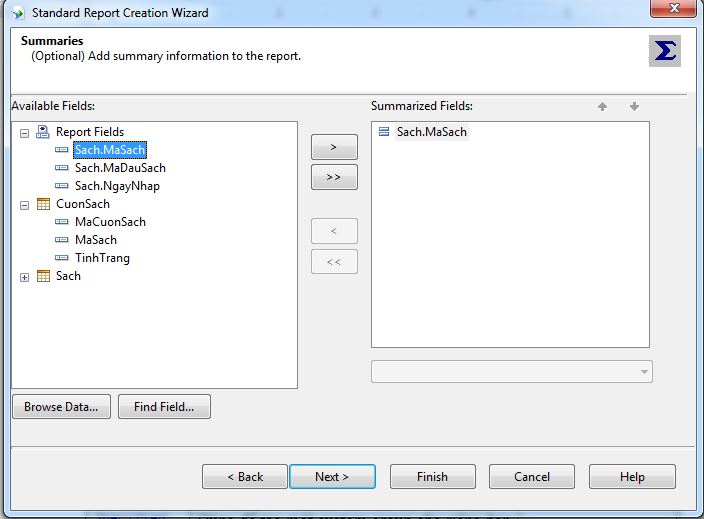 Standard Report Creation Wizard
Summaries
(Optional) Add summary information to the report.
Σ
Available Fields:
Summarized Fields:
Report Fields
Sach.MaSach
Sach.MaDauSach
Sach.NgayNhap
CuonSach
MaCuonSach
MaSach
TinhTrang
Sach
>
>>
<
<<
Sach.MaSach
Browse Data...
Find Field...
< Back
Next >
Finish
Cancel
Help